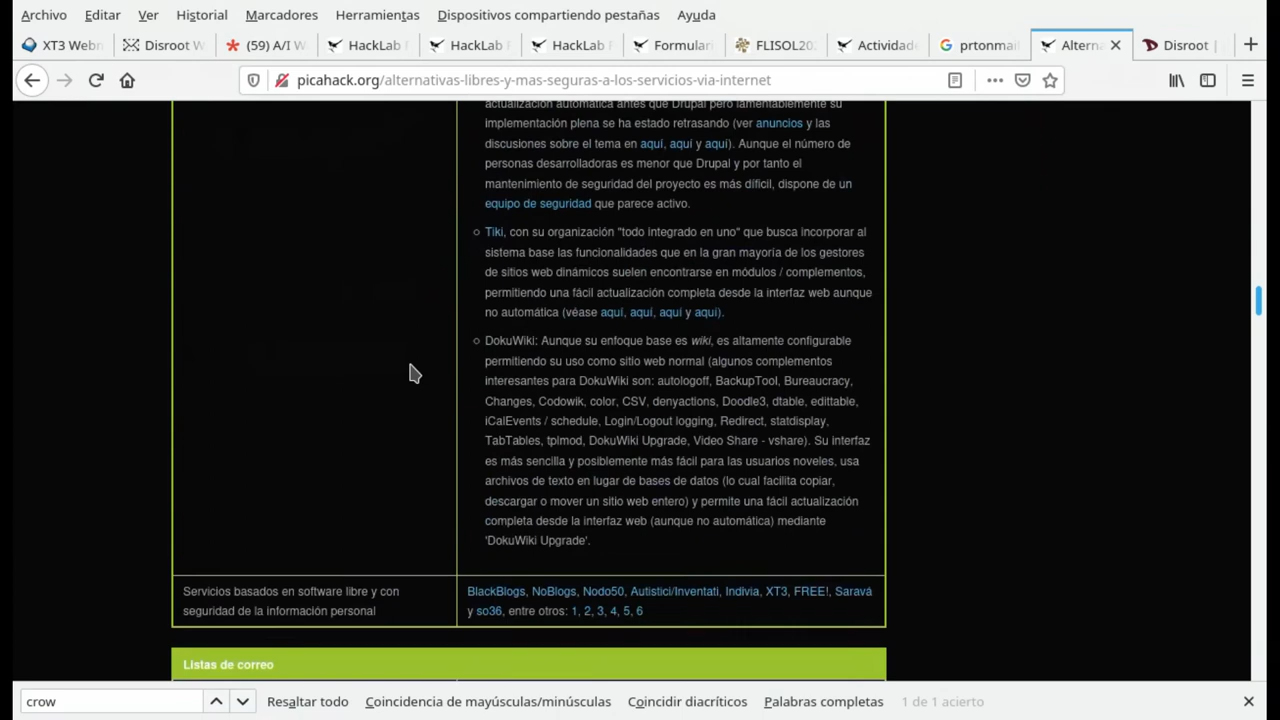 Archivo Editar Ver Historial Marcadores Herramientas Dispositivos compartiendo pestañas Ayuda
XT3 Webm Disroot W (59) A/I W HackLab HackLab HackLab Formulari FLISOL20 Actividade prtonmail Altern Disroot |
picahack.org/alternativas-libres-y-mas-seguras-a-los-servicios-via-internet
actualización automática antes que Drupal pero lamentablemente su
implementación plena se ha estado retrasando (ver anuncios y las
discusiones sobre el tema en aquí, aquí y aquí). Aunque el número de
personas desarrolladoras es menor que Drupal y por tanto el
mantenimiento de seguridad del proyecto es más difícil, dispone de un
equipo de seguridad que parece activo.
Tiki, con su organización "todo integrado en uno" que busca incorporar al
sistema base las funcionalidades que en la gran mayoría de los gestores
de sitios web dinámicos suelen encontrarse en módulos / complementos,
permitiendo una fácil actualización completa desde la interfaz web aunque
no automática (véase aquí, aquí, aquí y aquí).
DokuWiki: Aunque su enfoque base es wiki, es altamente configurable
permitiendo su uso como sitio web normal (algunos complementos
interesantes para DokuWiki son: autologoff, BackupTool, Bureaucracy,
Changes, Codowik, color, CSV, denyactions, Doodle3, dtable, edittable,
iCalEvents / schedule, Login/Logout logging, Redirect, statdisplay,
TabTables, tplmod, DokuWiki Upgrade, Video Share - vshare). Su interfaz
es más sencilla y posiblemente más fácil para las usuarios noveles, usa
archivos de texto en lugar de bases de datos (lo cual facilita copiar,
descargar o mover un sitio web entero) y permite una fácil actualización
completa desde la interfaz web (aunque no automática) mediante
'DokuWiki Upgrade'.
Servicios basados en software libre y con
seguridad de la información personal
BlackBlogs, NoBlogs, Nodo50, Autistici/Inventati, Indivia, XT3, FREE!, Saravá
y so36, entre otros: 1, 2, 3, 4, 5, 6
Listas de correo
crow Resaltar todo Coincidencia de mayúsculas/minúsculas Coincidir diacríticos Palabras completas 1 de 1 acierto